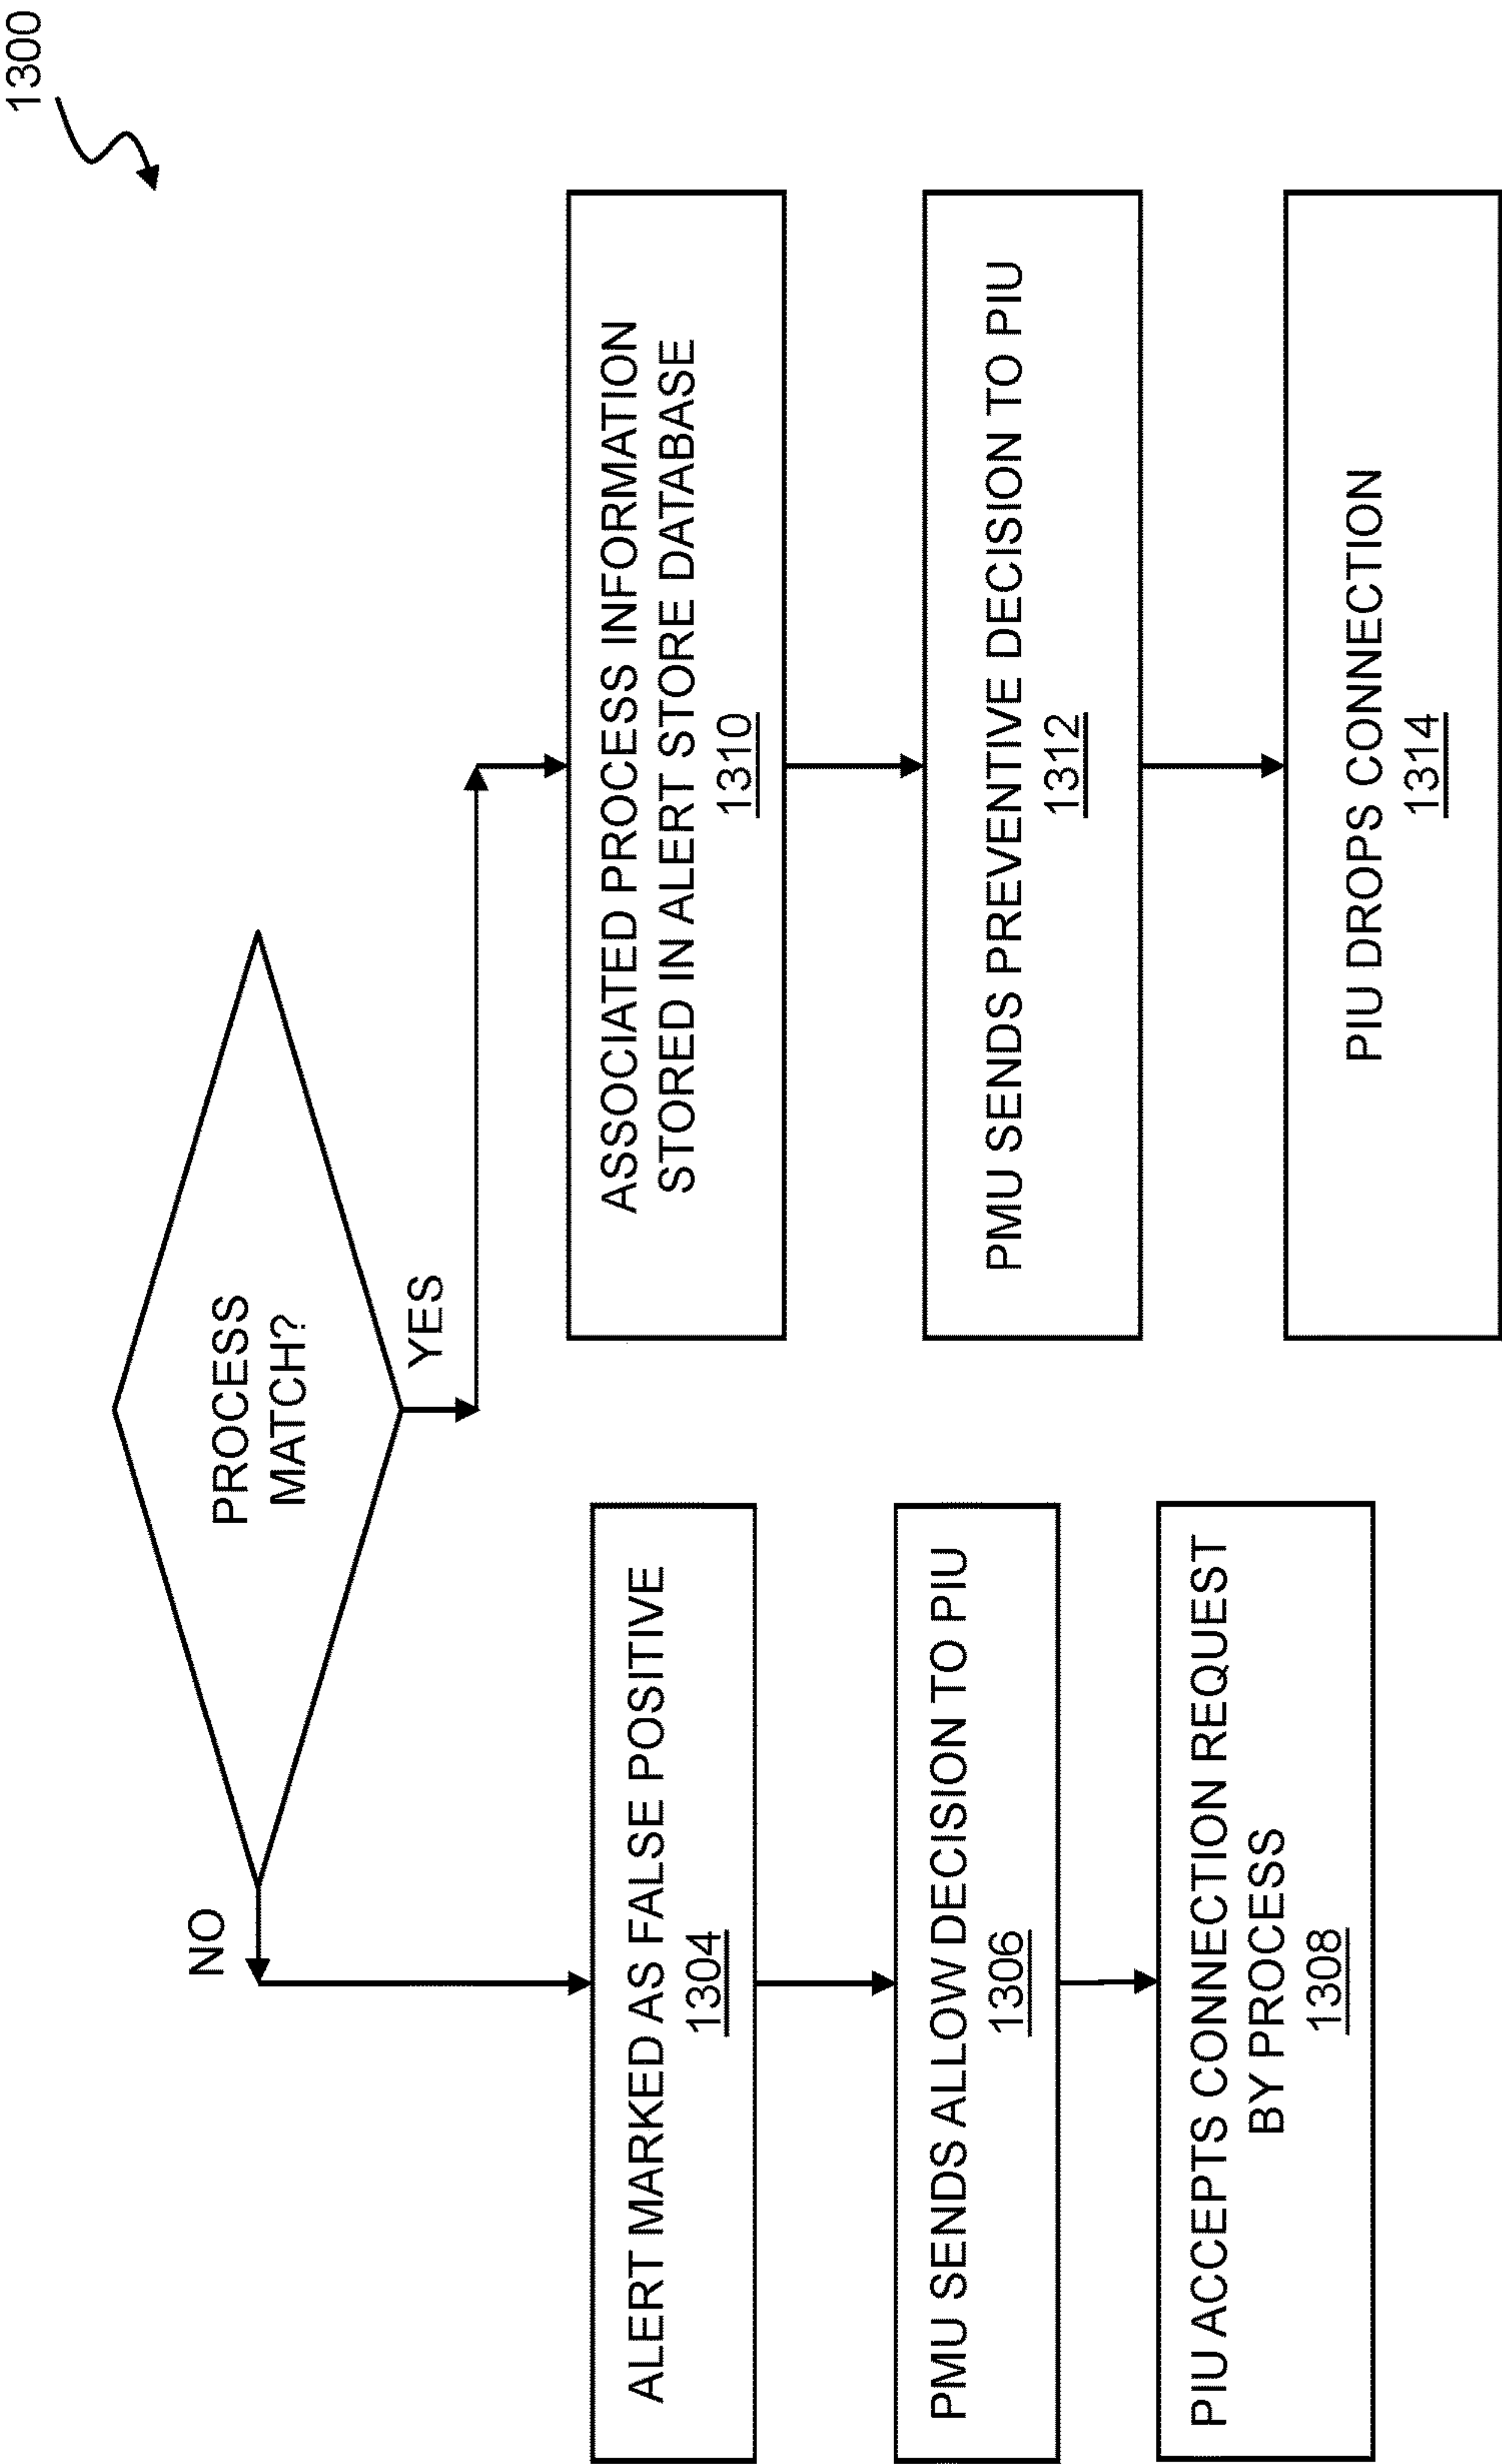 1300
PROCESS
MATCH?
NO
YES
ALERT MARKED AS FALSE POSITIVE
1304
PMU SENDS ALLOW DECISION TO PIU
1306
PIU ACCEPTS CONNECTION REQUEST
BY PROCESS
1308
ASSOCIATED PROCESS INFORMATION
STORED IN ALERT STORE DATABASE
1310
PMU SENDS PREVENTIVE DECISION TO PIU
1312
PIU DROPS CONNECTION
1314